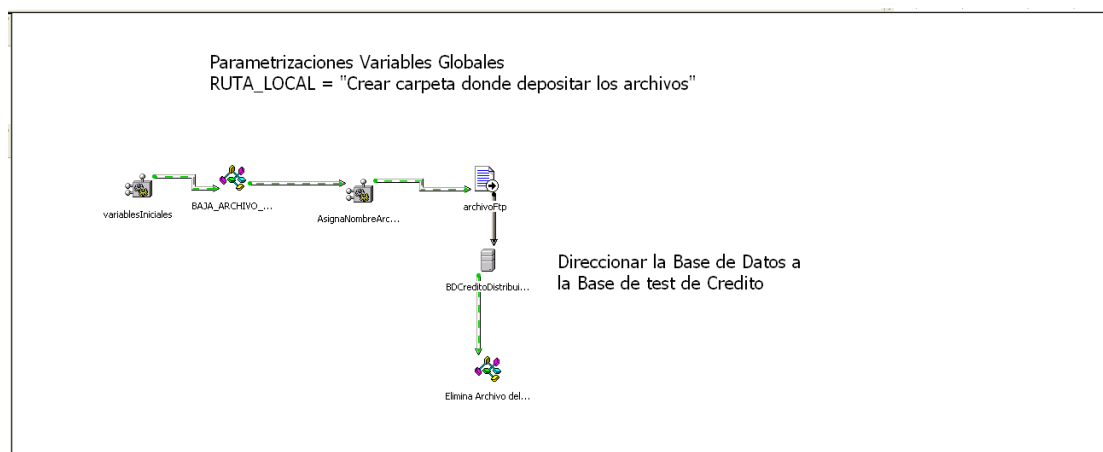 Parametrizaciones Variables Globales
RUTA_LOCAL = "Crear carpeta donde depositar los archivos"
variablesIniciales
BAJA_ARCHIVO_...
AsignaNombreArc...
archivoFtp
BDCreditoDistribui...
Direccionar la Base de Datos a
la Base de test de Credito
Elimina Archivo del...